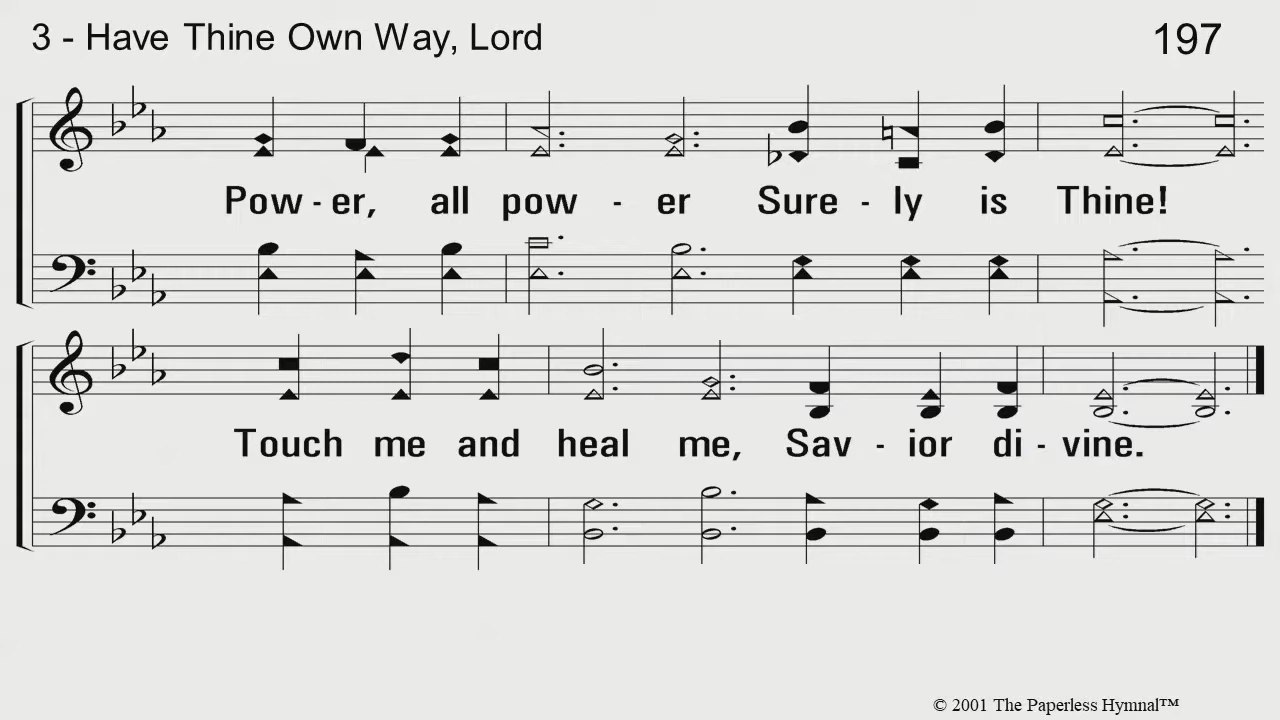 3 - Have Thine Own Way, Lord
197
Pow - er, all pow - er Sure - ly is Thine!
Touch me and heal me, Sav - ior di - vine.
© 2001 The Paperless Hymnal™